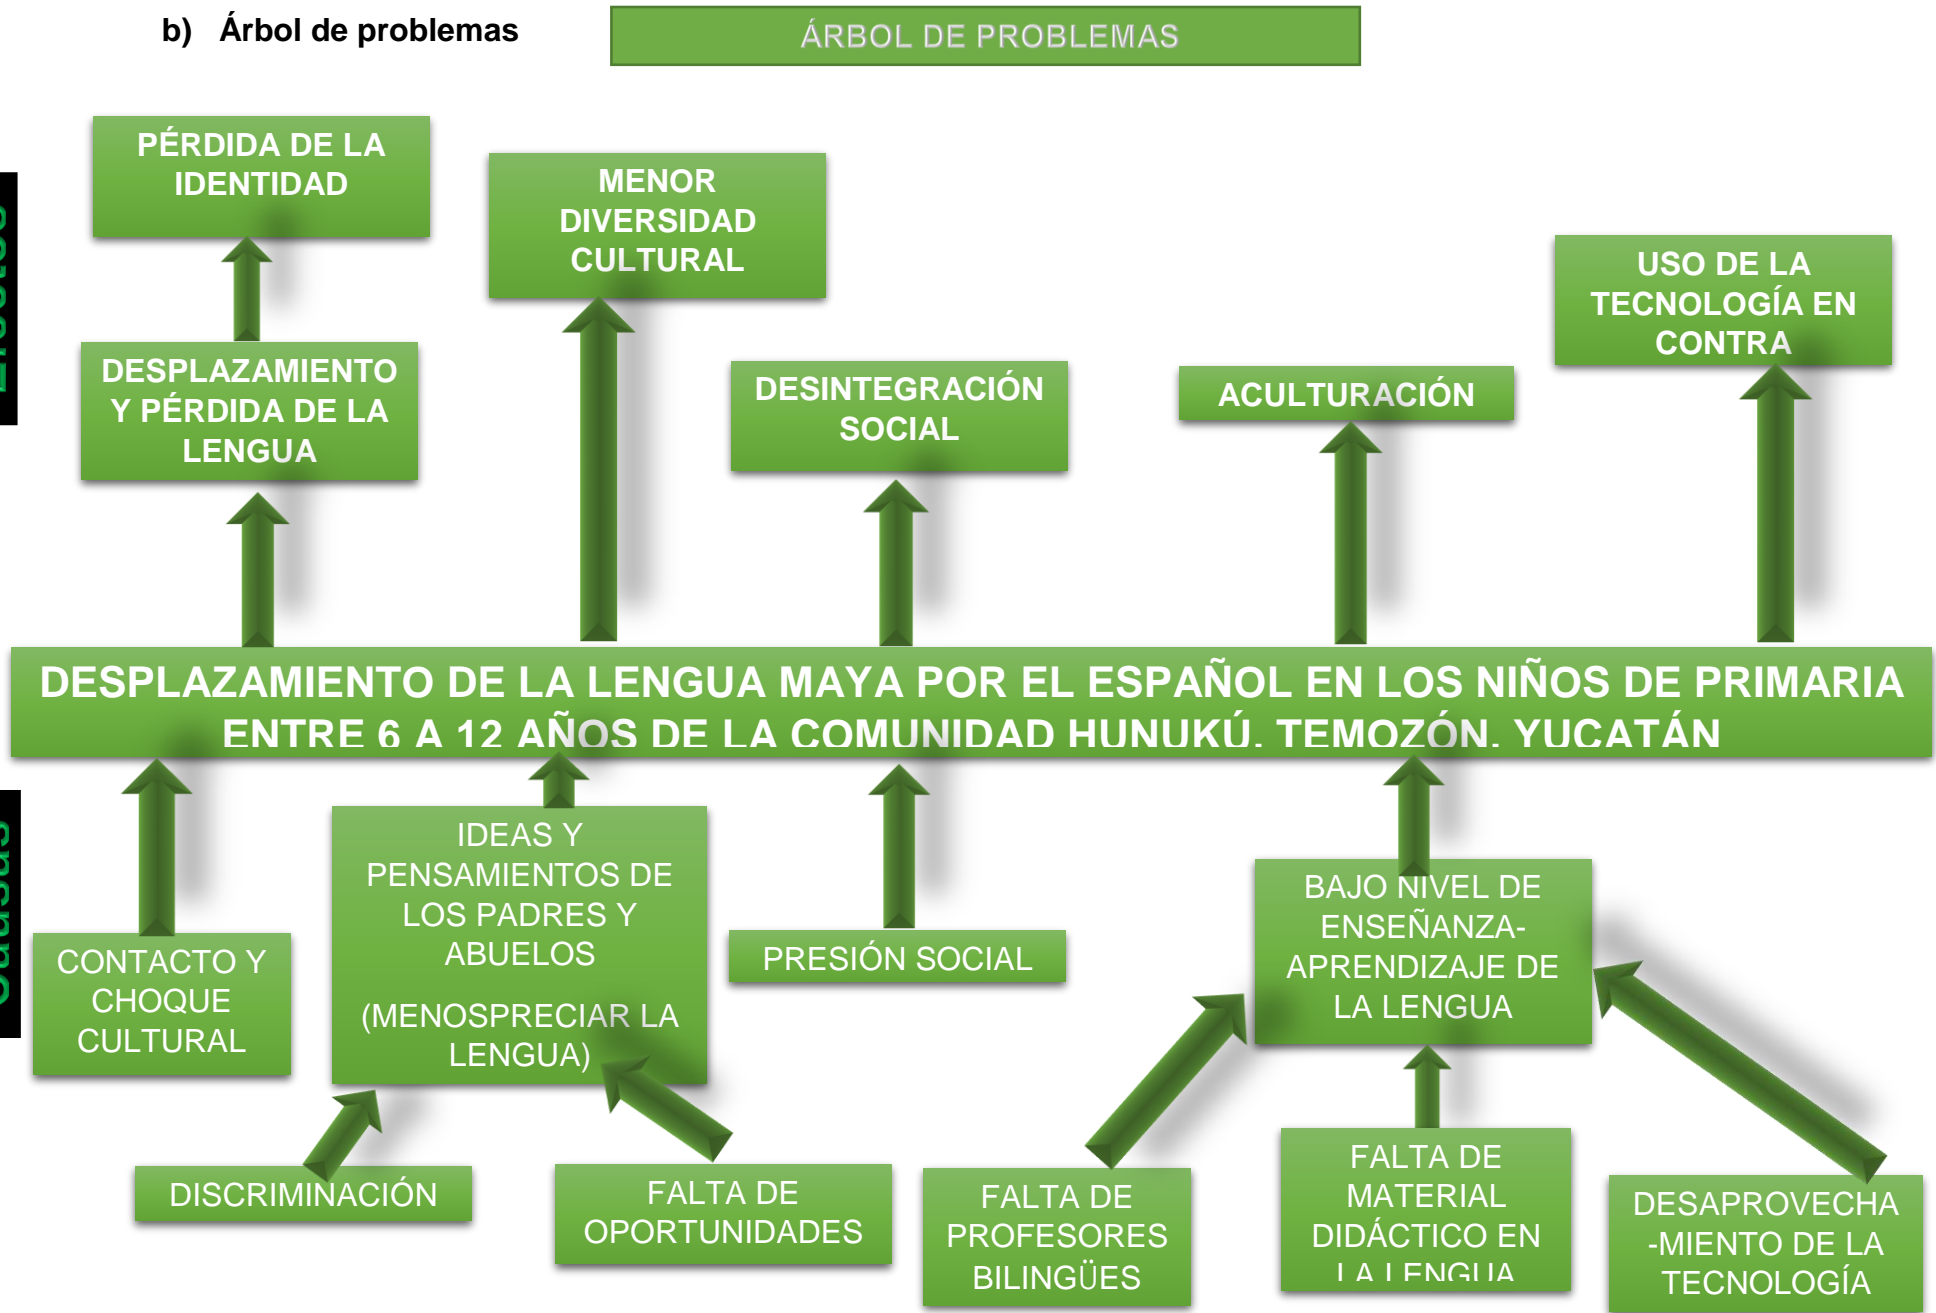 b) Árbol de problemas
ÁRBOL DE PROBLEMAS
PÉRDIDA DE LA
IDENTIDAD
MENOR
DIVERSIDAD
CULTURAL
USO DE LA
TECNOLOGÍA EN
CONTRA
DESPLAZAMIENTO
Y PÉRDIDA DE LA
LENGUA
DESINTEGRACIÓN
SOCIAL
ACULTURACIÓN
Efectos
DESPLAZAMIENTO DE LA LENGUA MAYA POR EL ESPAÑOL EN LOS NIÑOS DE PRIMARIA
ENTRE 6 A 12 AÑOS DE LA COMUNIDAD HUNUKÚ. TEMOZÓN. YUCATÁN
Causas
CONTACTO Y
CHOQUE
CULTURAL
IDEAS Y
PENSAMIENTOS DE
LOS PADRES Y
ABUELOS
(MENOSPRECIAR LA
LENGUA)
PRESIÓN SOCIAL
BAJO NIVEL DE
ENSEÑANZA-
APRENDIZAJE DE
LA LENGUA
DISCRIMINACIÓN
FALTA DE
OPORTUNIDADES
FALTA DE
PROFESORES
BILINGÜES
FALTA DE
MATERIAL
DIDÁCTICO EN
LA LENGUA
DESAPROVECHA
-MIENTO DE LA
TECNOLOGÍA